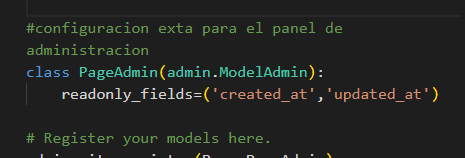 #configuracion exta para el panel de
administracion
class PageAdmin(admin.ModelAdmin):
readonly_fields=('created_at','updated_at')
# Register your models here.